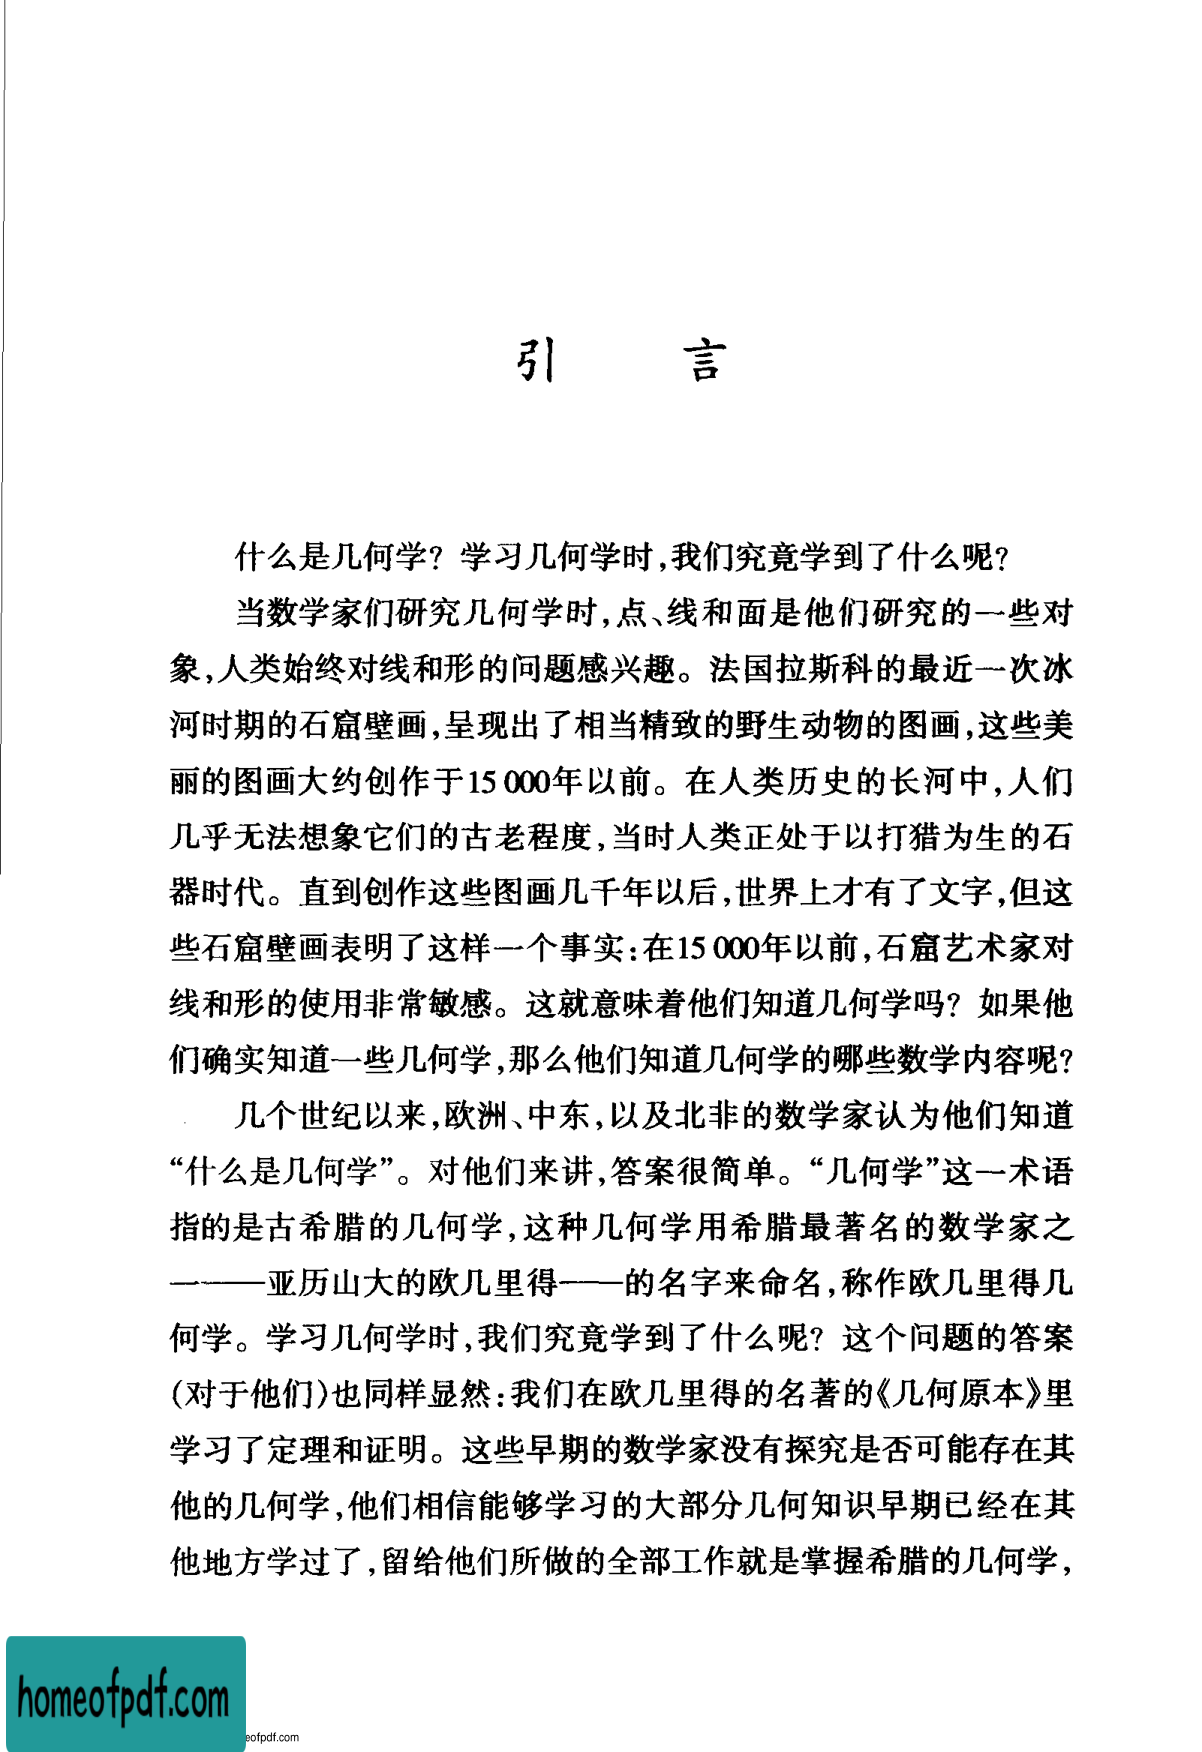 引 言
什么是几何学？学习几何学时，我们究竟学到了什么呢？
当数学家们研究几何学时，点、线和面是他们研究的一些对
象，人类始终对线和形的问题感兴趣。法国拉斯科的最近一次冰
河时期的石窟壁画，呈现出了相当精致的野生动物的图画，这些美
丽的图画大约创作于15 000年以前。在人类历史的长河中，人们
几乎无法想象它们的古老程度，当时人类正处于以打猎为生的石
器时代。直到创作这些图画几千年以后，世界上才有了文字，但这
些石窟壁画表明了这样一个事实：在15 000年以前，石窟艺术家对
线和形的使用非常敏感。这就意味着他们知道几何学吗？如果他
们确实知道一些几何学，那么他们知道几何学的哪些数学内容呢？
几个世纪以来，欧洲、中东，以及北非的数学家认为他们知道
“什么是几何学”。对他们来讲，答案很简单。“几何学”这一术语
指的是古希腊的几何学，这种几何学用希腊最著名的数学家之
一——亚历山大的欧几里得——的名字来命名，称作欧几里得几
何学。学习几何学时，我们究竟学到了什么呢？这个问题的答案
(对于他们)也同样显然：我们在欧几里得的名著的《几何原本》里
学习了定理和证明。这些早期的数学家没有探究是否可能存在其
他的几何学，他们相信能够学习的大部分几何知识早期已经在其
他地方学过了，留给他们所做的全部工作就是掌握希腊的几何学，
homeofpdf.com
eofpdf.com